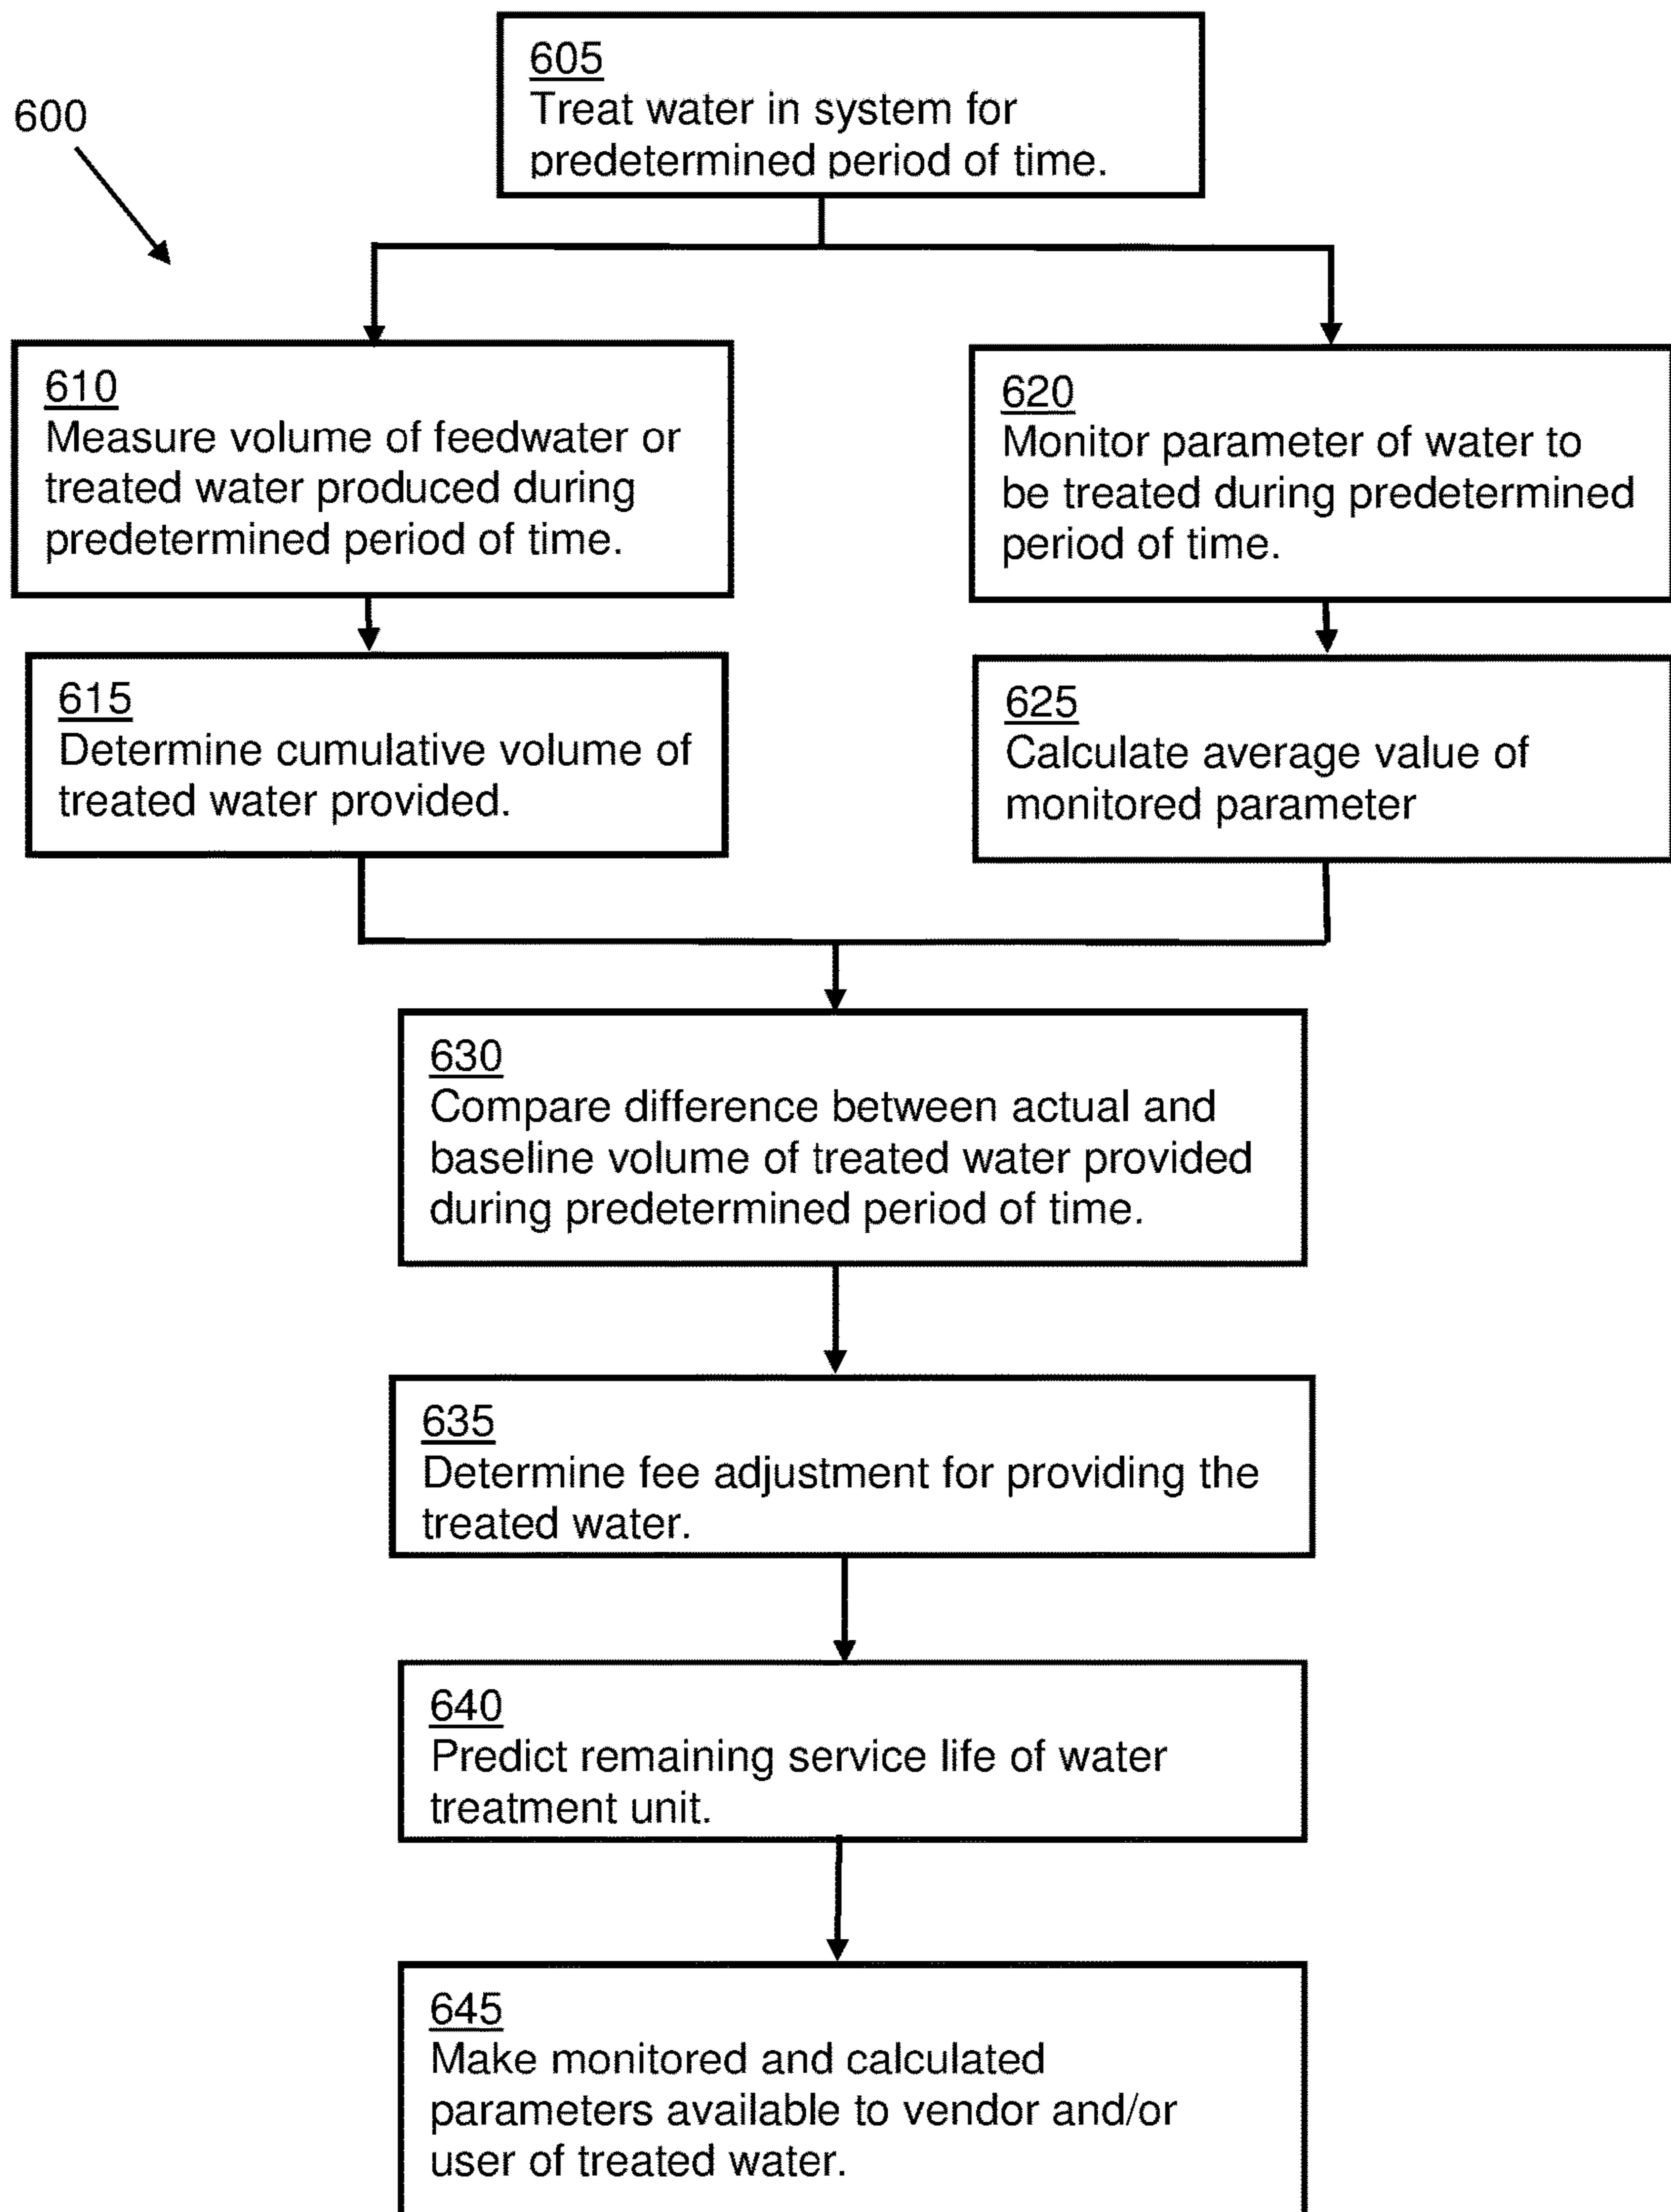 605
Treat water in system for
predetermined period of time.
600
610
Measure volume of feedwater or
treated water produced during
predetermined period of time.
620
Monitor parameter of water to
be treated during predetermined
period of time.
615
Determine cumulative volume of
treated water provided.
625
Calculate average value of
monitored parameter
630
Compare difference between actual and
baseline volume of treated water provided
during predetermined period of time.
635
Determine fee adjustment for providing the
treated water.
640
Predict remaining service life of water
treatment unit.
645
Make monitored and calculated
parameters available to vendor and/or
user of treated water.